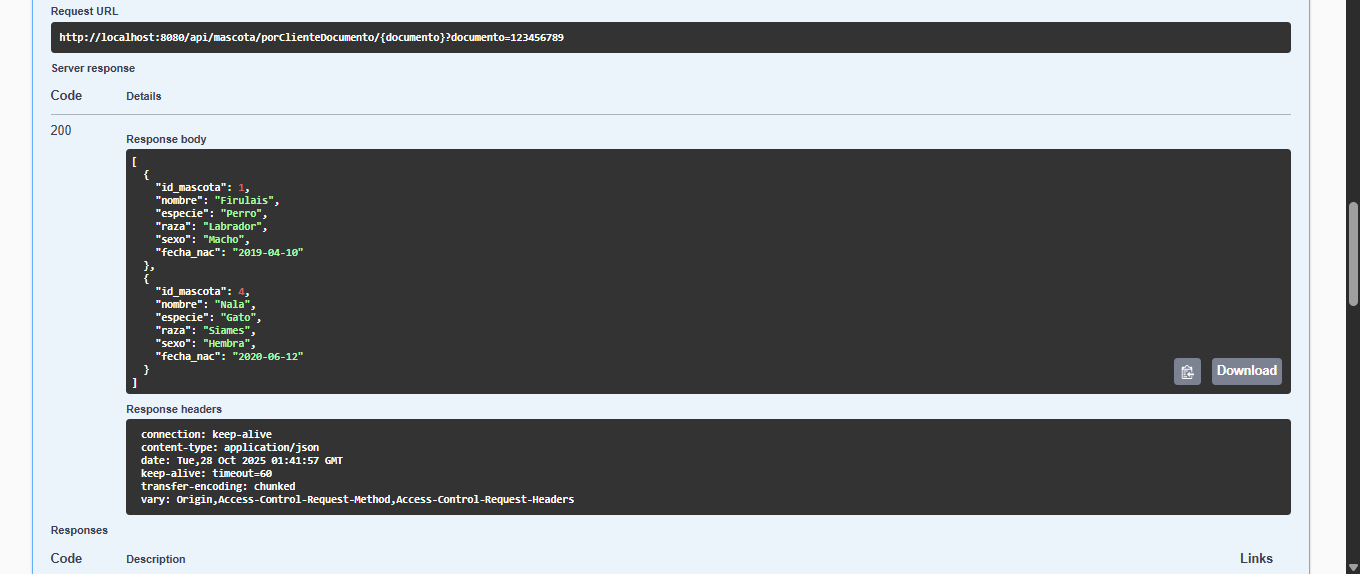 Request URL
http://localhost:8080/api/mascota/porClienteDocumento/{documento}?documento=123456789
Server response
Code Details
200
Response body
[
  {
    "id_mascota": 1,
    "nombre": "Firulais",
    "especie": "Perro",
    "raza": "Labrador",
    "sexo": "Macho",
    "fecha_nac": "2019-04-10"
  },
  {
    "id_mascota": 4,
    "nombre": "Nala",
    "especie": "Gato",
    "raza": "Siames",
    "sexo": "Hembra",
    "fecha_nac": "2020-06-12"
  }
]
Download
Response headers
connection: keep-alive
content-type: application/json
date: Tue,28 Oct 2025 01:41:57 GMT
keep-alive: timeout=60
transfer-encoding: chunked
vary: Origin,Access-Control-Request-Method,Access-Control-Request-Headers
Responses
Code Description Links